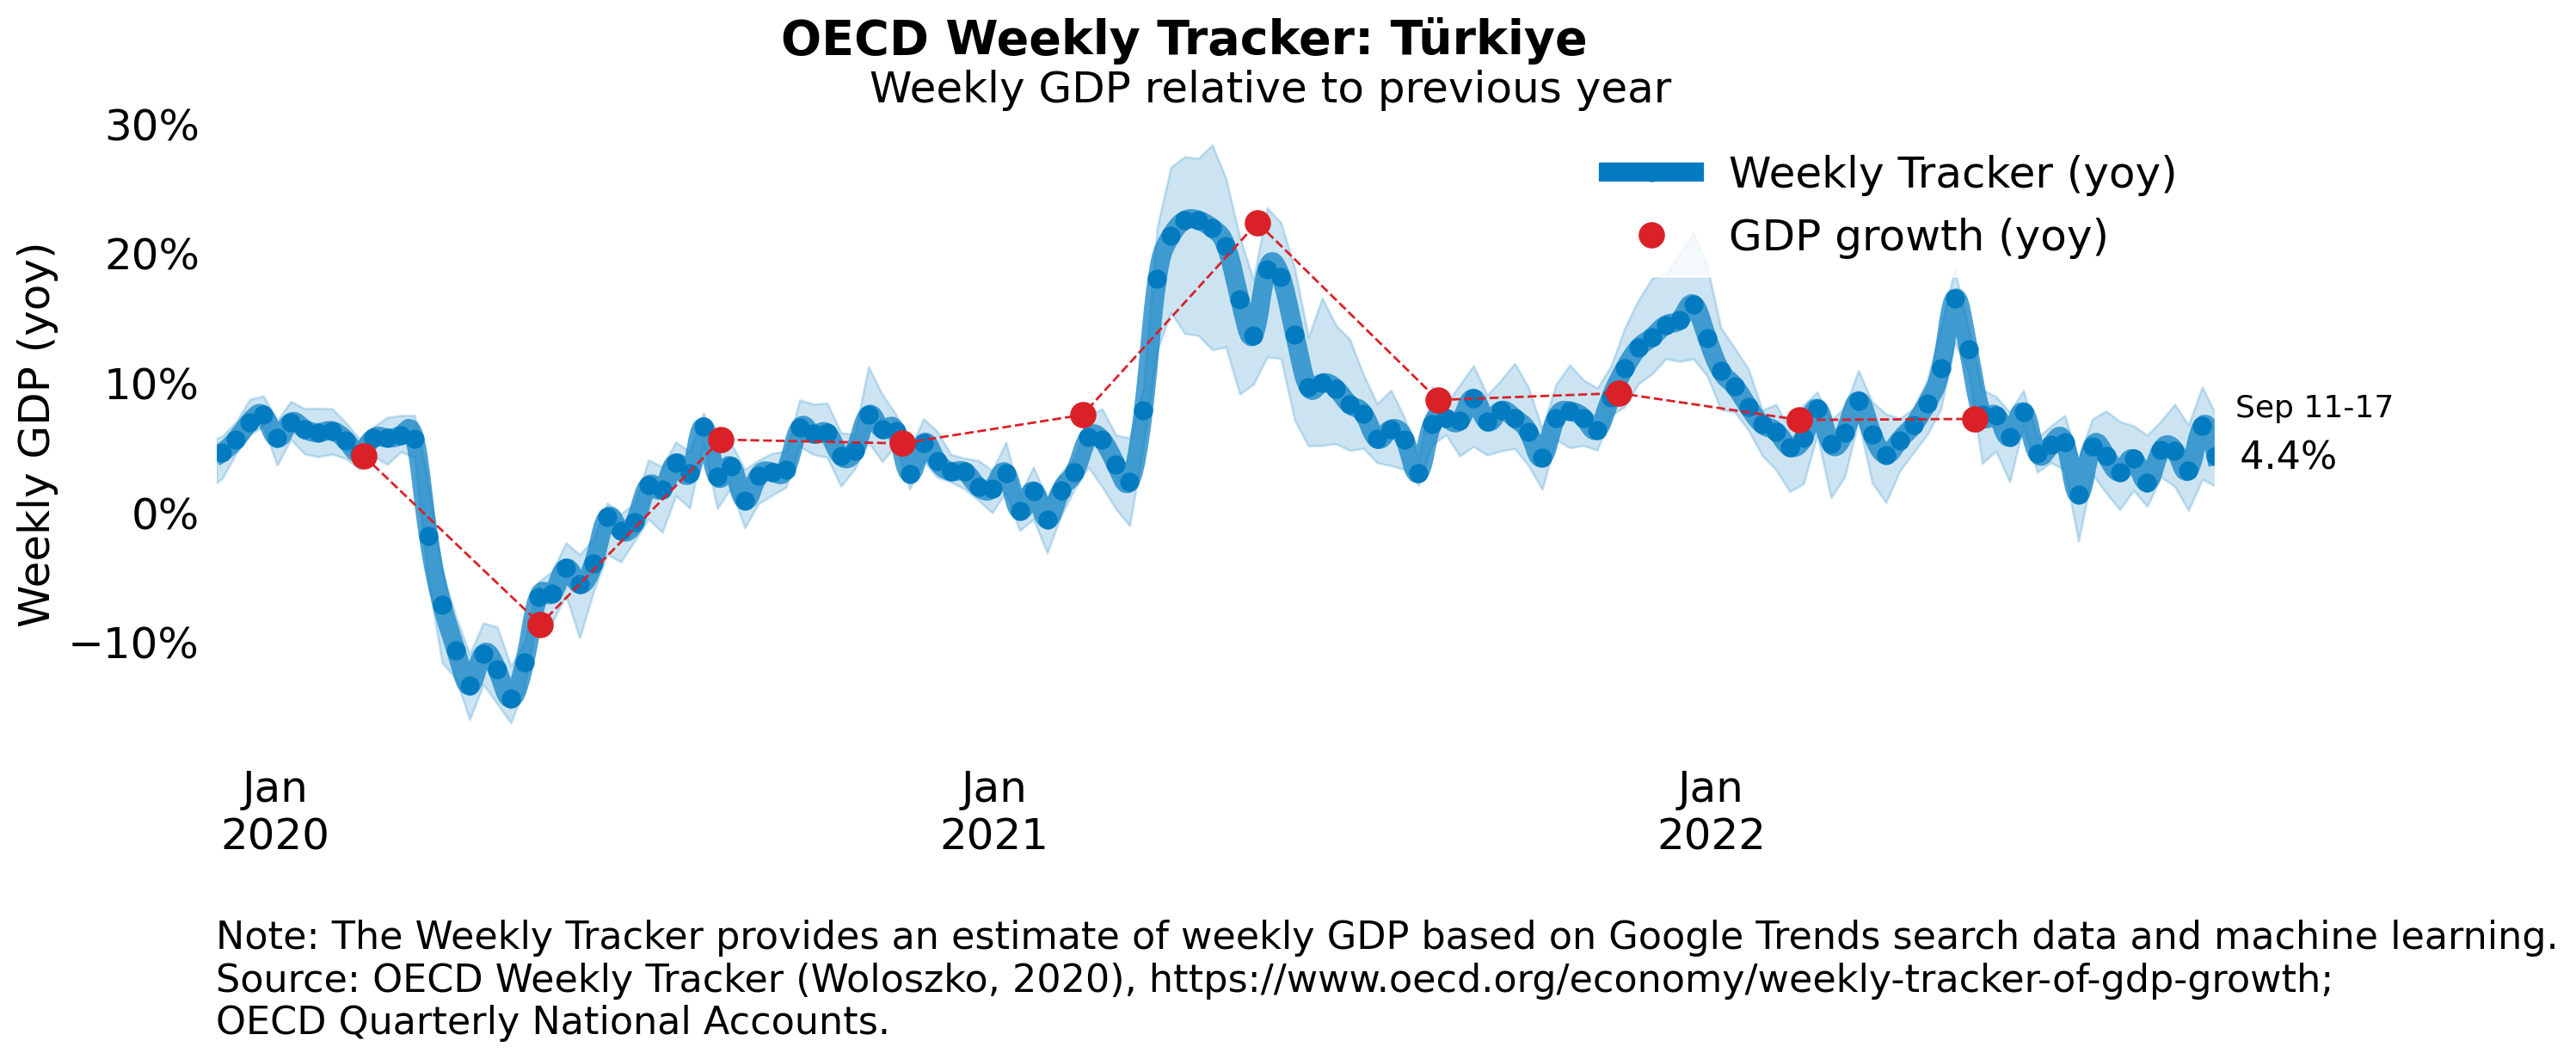 OECD Weekly Tracker: Türkiye
Weekly GDP relative to previous year
Weekly GDP (yoy)
30%
20%
10%
0%
−10%
Weekly Tracker (yoy)
GDP growth (yoy)
Sep 11-17
4.4%
Jan
2020
Jan
2021
Jan
2022
Note: The Weekly Tracker provides an estimate of weekly GDP based on Google Trends search data and machine learning.
Source: OECD Weekly Tracker (Woloszko, 2020), https://www.oecd.org/economy/weekly-tracker-of-gdp-growth;
OECD Quarterly National Accounts.